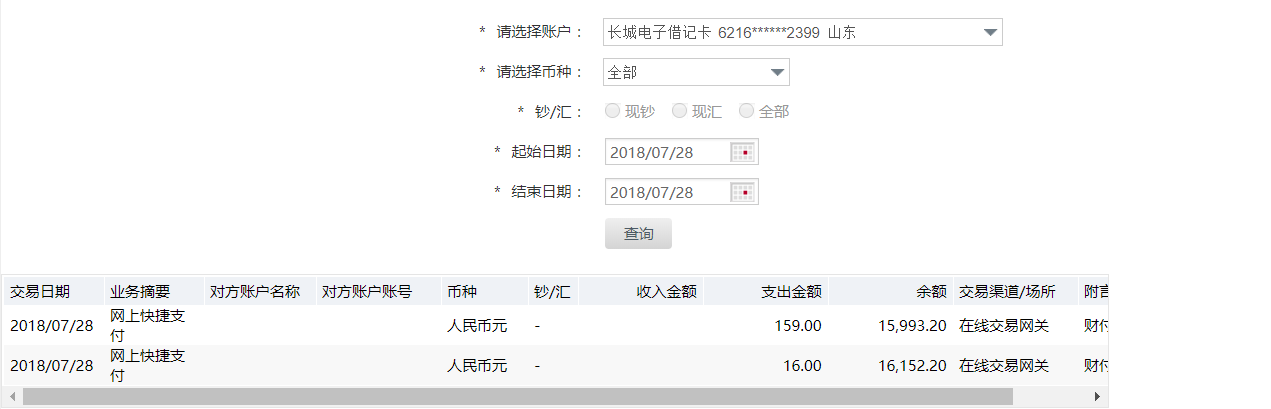 * 请选择账户： 长城电子借记卡 6216******2399 山东
* 请选择币种： 全部
* 钞/汇： 现钞 现汇 全部
* 起始日期： 2018/07/28
* 结束日期： 2018/07/28
查询
交易日期 业务摘要 对方账户名称 对方账户账号 币种 钞/汇 收入金额 支出金额 余额 交易渠道/场所 附言
2018/07/28 网上快捷支付 人民币元 - 159.00 15,993.20 在线交易网关 财付
2018/07/28 网上快捷支付 人民币元 - 16.00 16,152.20 在线交易网关 财付